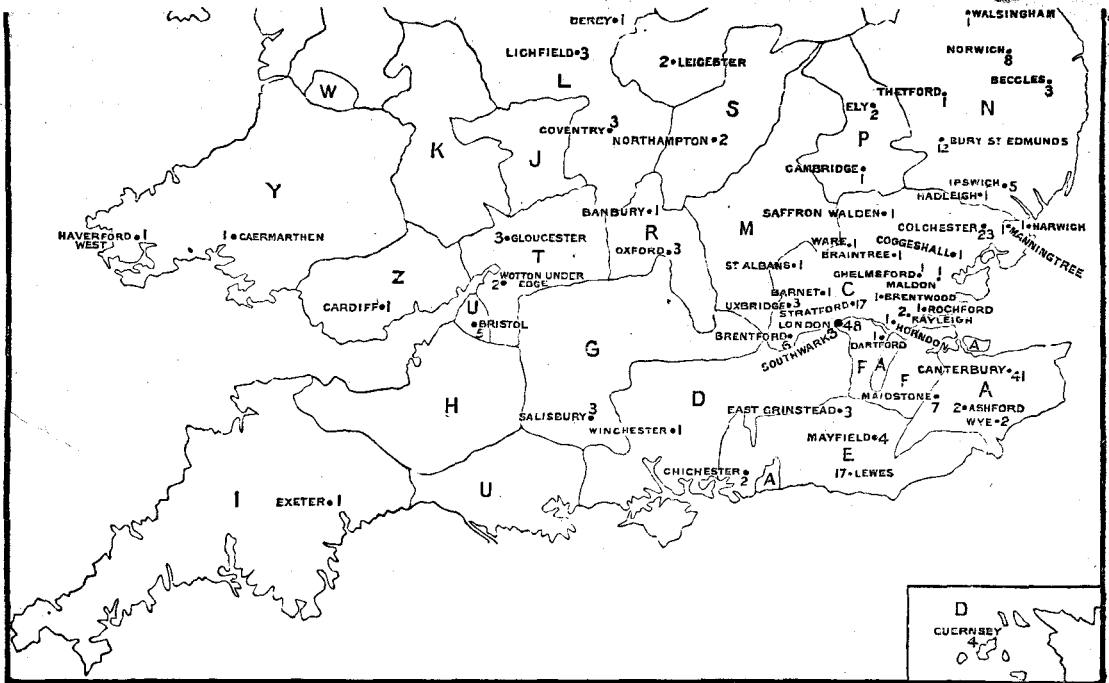 DERCY 1
WALSINGHAM
1
LICHFIELD 3
2 LEICESTER
NORWICH
8
BECCLES
3
THETFORD
1
L
W
S
ELY
2
N
COVENTRY 3
NORTHAMPTON 2
P
12 BURY ST EDMUNDS
K
J
CAMBRIDGE
1
IPSWICH 5
HADLEIGH 1
Y
BANBURY 1
SAFFRON WALDEN 1
COLCHESTER
23
1 MANNINGTREE
1 HARWICH
HAVERFORD WEST 1
1 CAERMARTHEN
3 GLOUCESTER
R
OXFORD 3
M
WARE 1
COGGESHALL 1
BRAINTREE 1
T
Z
WOTTON UNDER
2 EDGE
ST ALBANS 1
CHELMSFORD 1
MALDON 1
CARDIFF 1
U
BARNET 1
C
1 BRENTWOOD
UXBRIDGE 3
STRATFORD 17
1 ROCHFORD
2 RAYLEIGH
BRISTOL
5
LONDON 48
1 HORNDON
BRENTFORD
6
SOUTHWARK 3
1
DARTFORD
A
G
F
A
F
CANTERBURY 41
A
H
D
MAIDSTONE
7
SALISBURY 3
EAST GRINSTEAD 3
2 ASHFORD
WYE 2
WINCHESTER 1
MAYFIELD 4
E
CHICHESTER
2
A
17 LEWES
I
EXETER 1
U
D
GUERNSEY
4